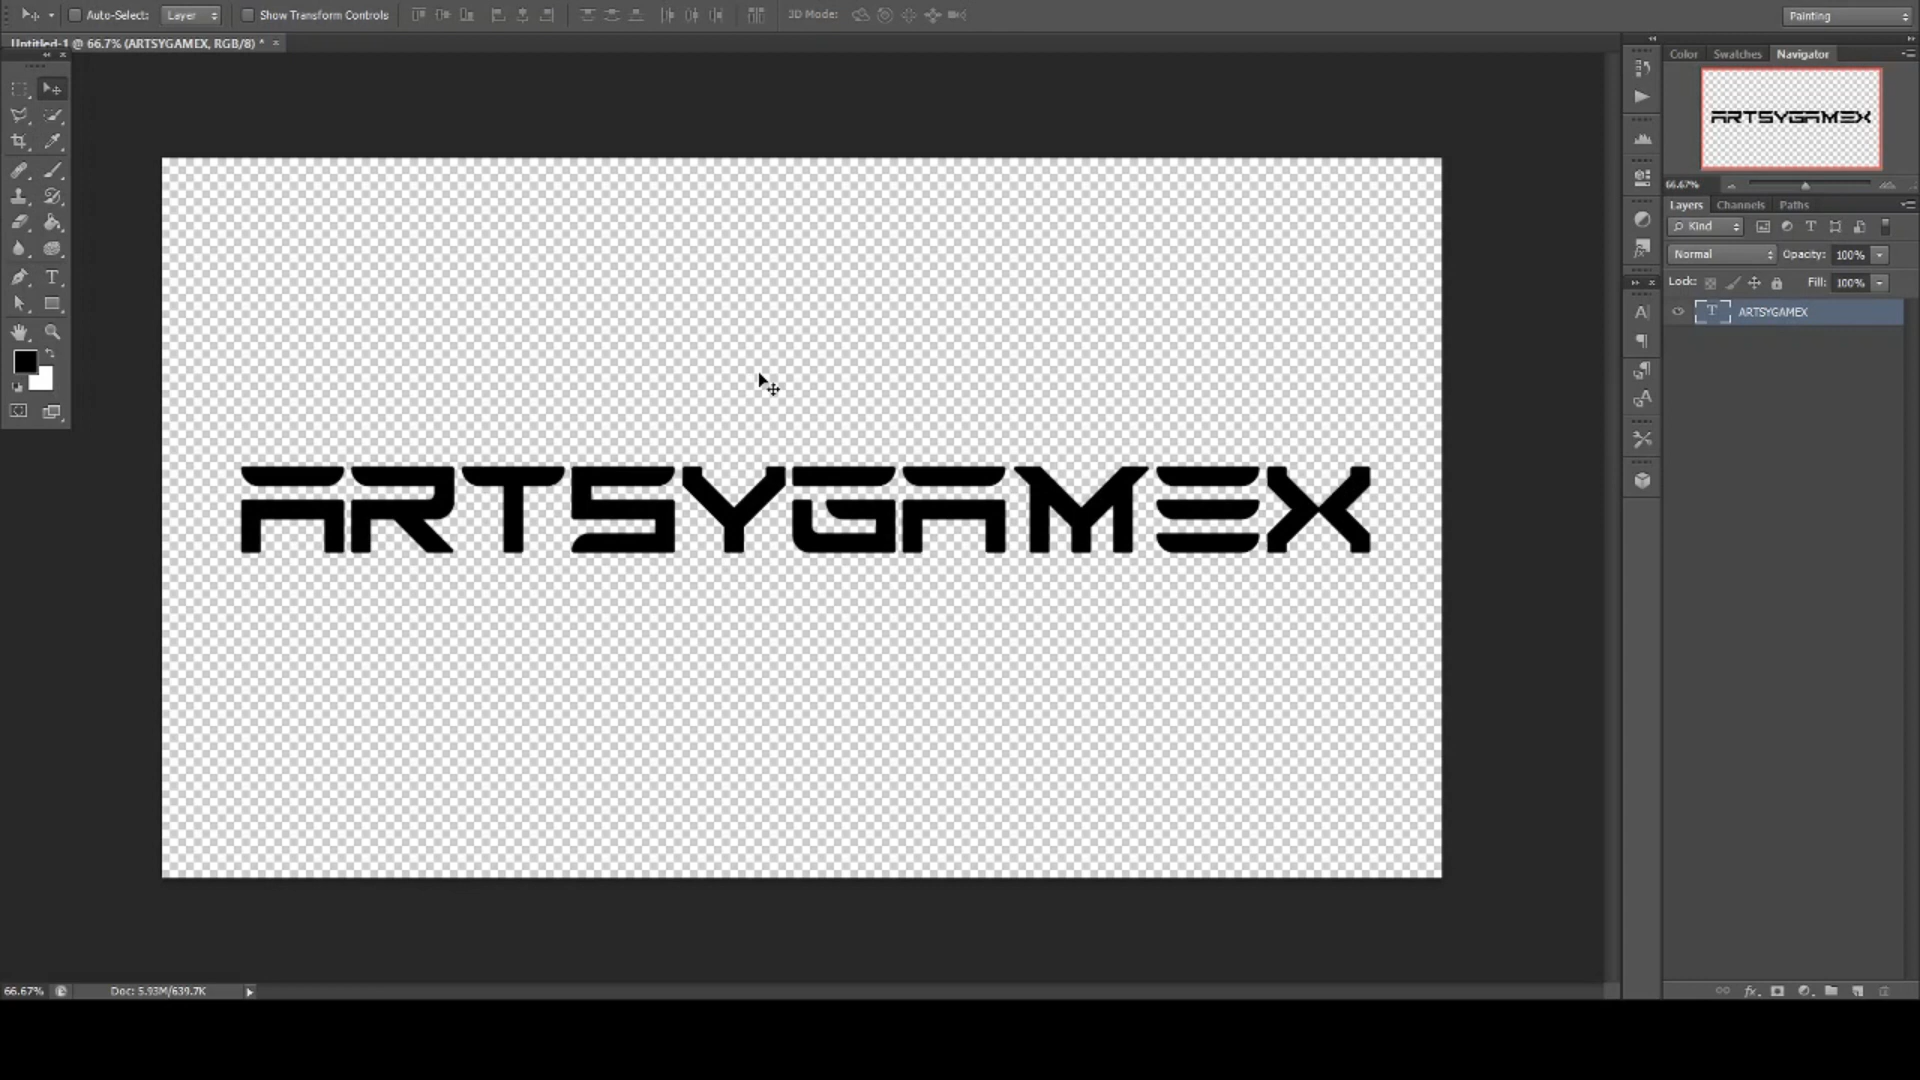 Auto-Select: Layer Show Transform Controls 3D Mode: Painting
Untitled-1 @ 66.7% (ARTSYGAMEX, RGB/8) * ×
Color Swatches Navigator
ARTSYGAMEX
66.67%
Layers Channels Paths
Kind
Normal Opacity: 100%
Lock: Fill: 100%
T ARTSYGAMEX
ARTSYGAMEX
66.67% Doc: 5.93M/639.7K